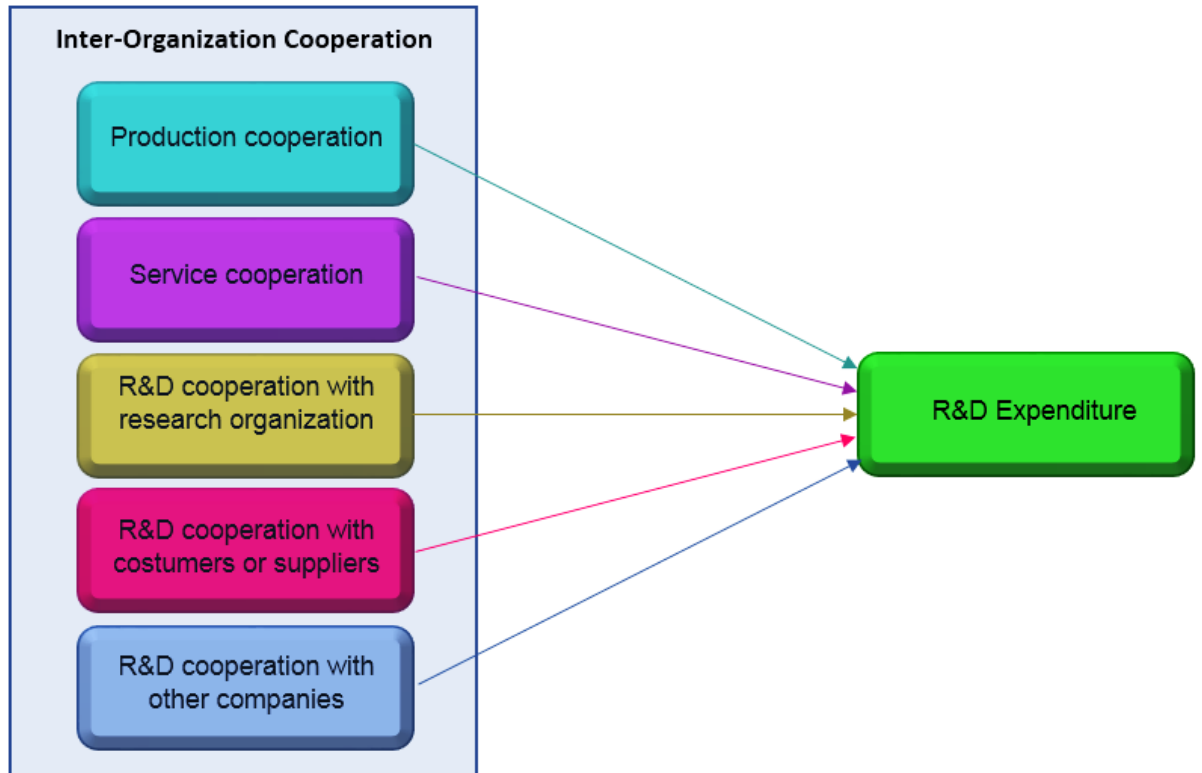 Inter-Organization Cooperation
Production cooperation
Service cooperation
R&D cooperation with
research organization
R&D Expenditure
R&D cooperation with
costumers or suppliers
R&D cooperation with
other companies